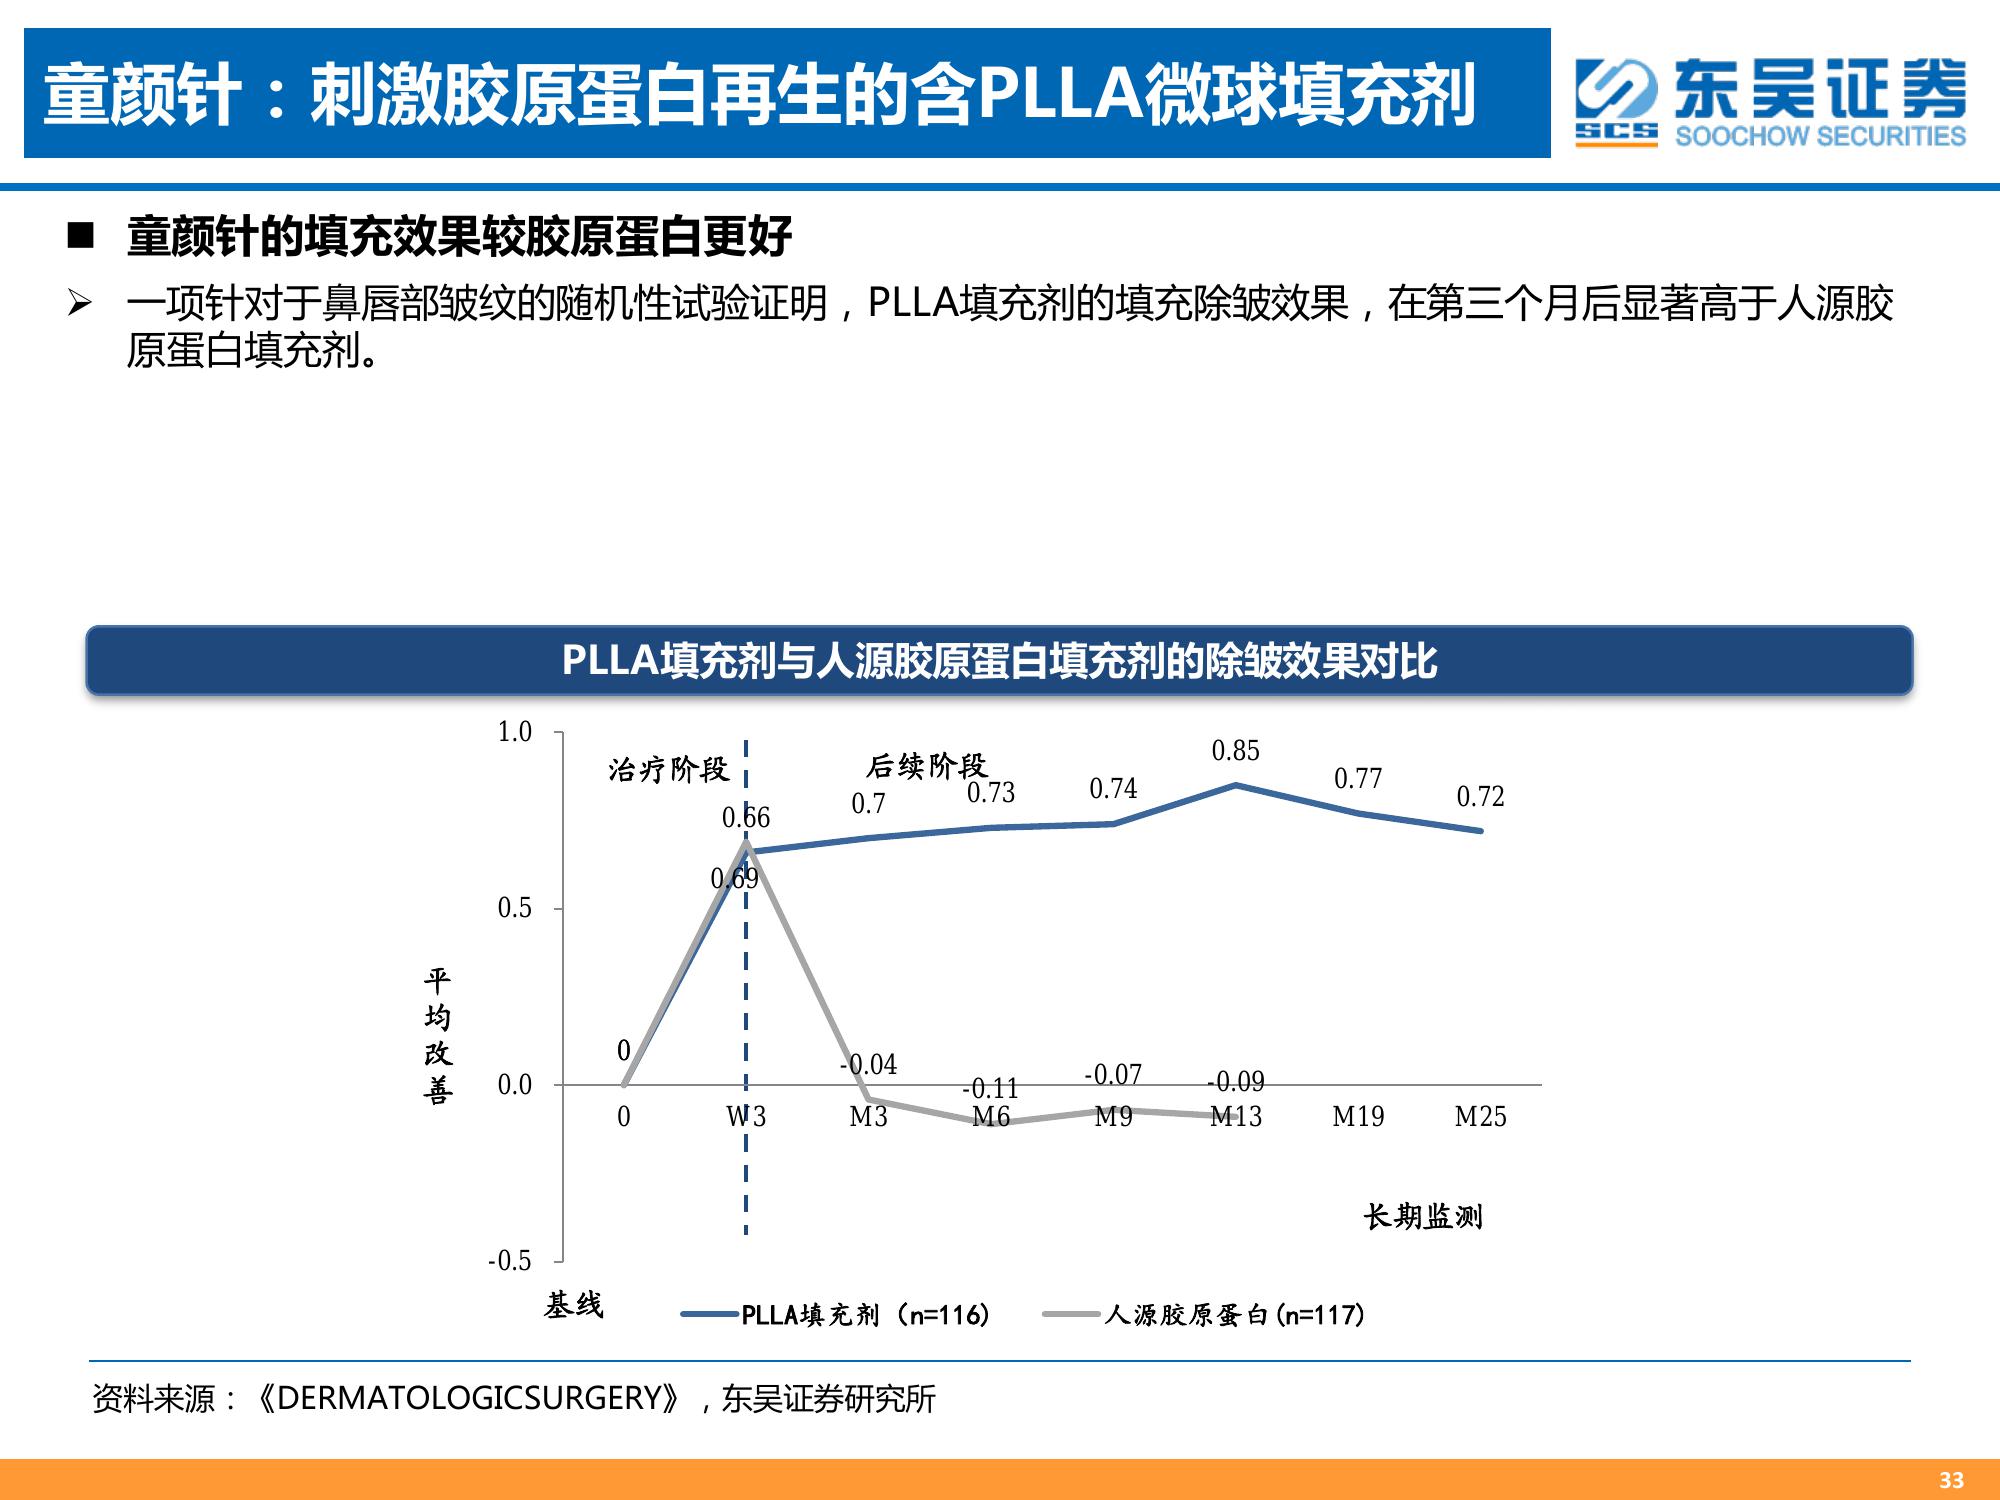 童颜针：刺激胶原蛋白再生的含PLLA微球填充剂
SCS
东吴证券
SOOCHOW SECURITIES
■ 童颜针的填充效果较胶原蛋白更好
➢ 一项针对于鼻唇部皱纹的随机性试验证明，PLLA填充剂的填充除皱效果，在第三个月后显著高于人源胶
原蛋白填充剂。
PLLA填充剂与人源胶原蛋白填充剂的除皱效果对比
1.0
治疗阶段
后续阶段
0.66
0.7
0.73
0.74
0.85
0.77
0.72
0.69
0.5
平均改善
0
0.0
-0.04
-0.11
-0.07
-0.09
0
W3
M3
M6
M9
M13
M19
M25
长期监测
-0.5
基线
PLLA填充剂（n=116)
人源胶原蛋白(n=117)
资料来源：《DERMATOLOGICSURGERY》，东吴证券研究所
33